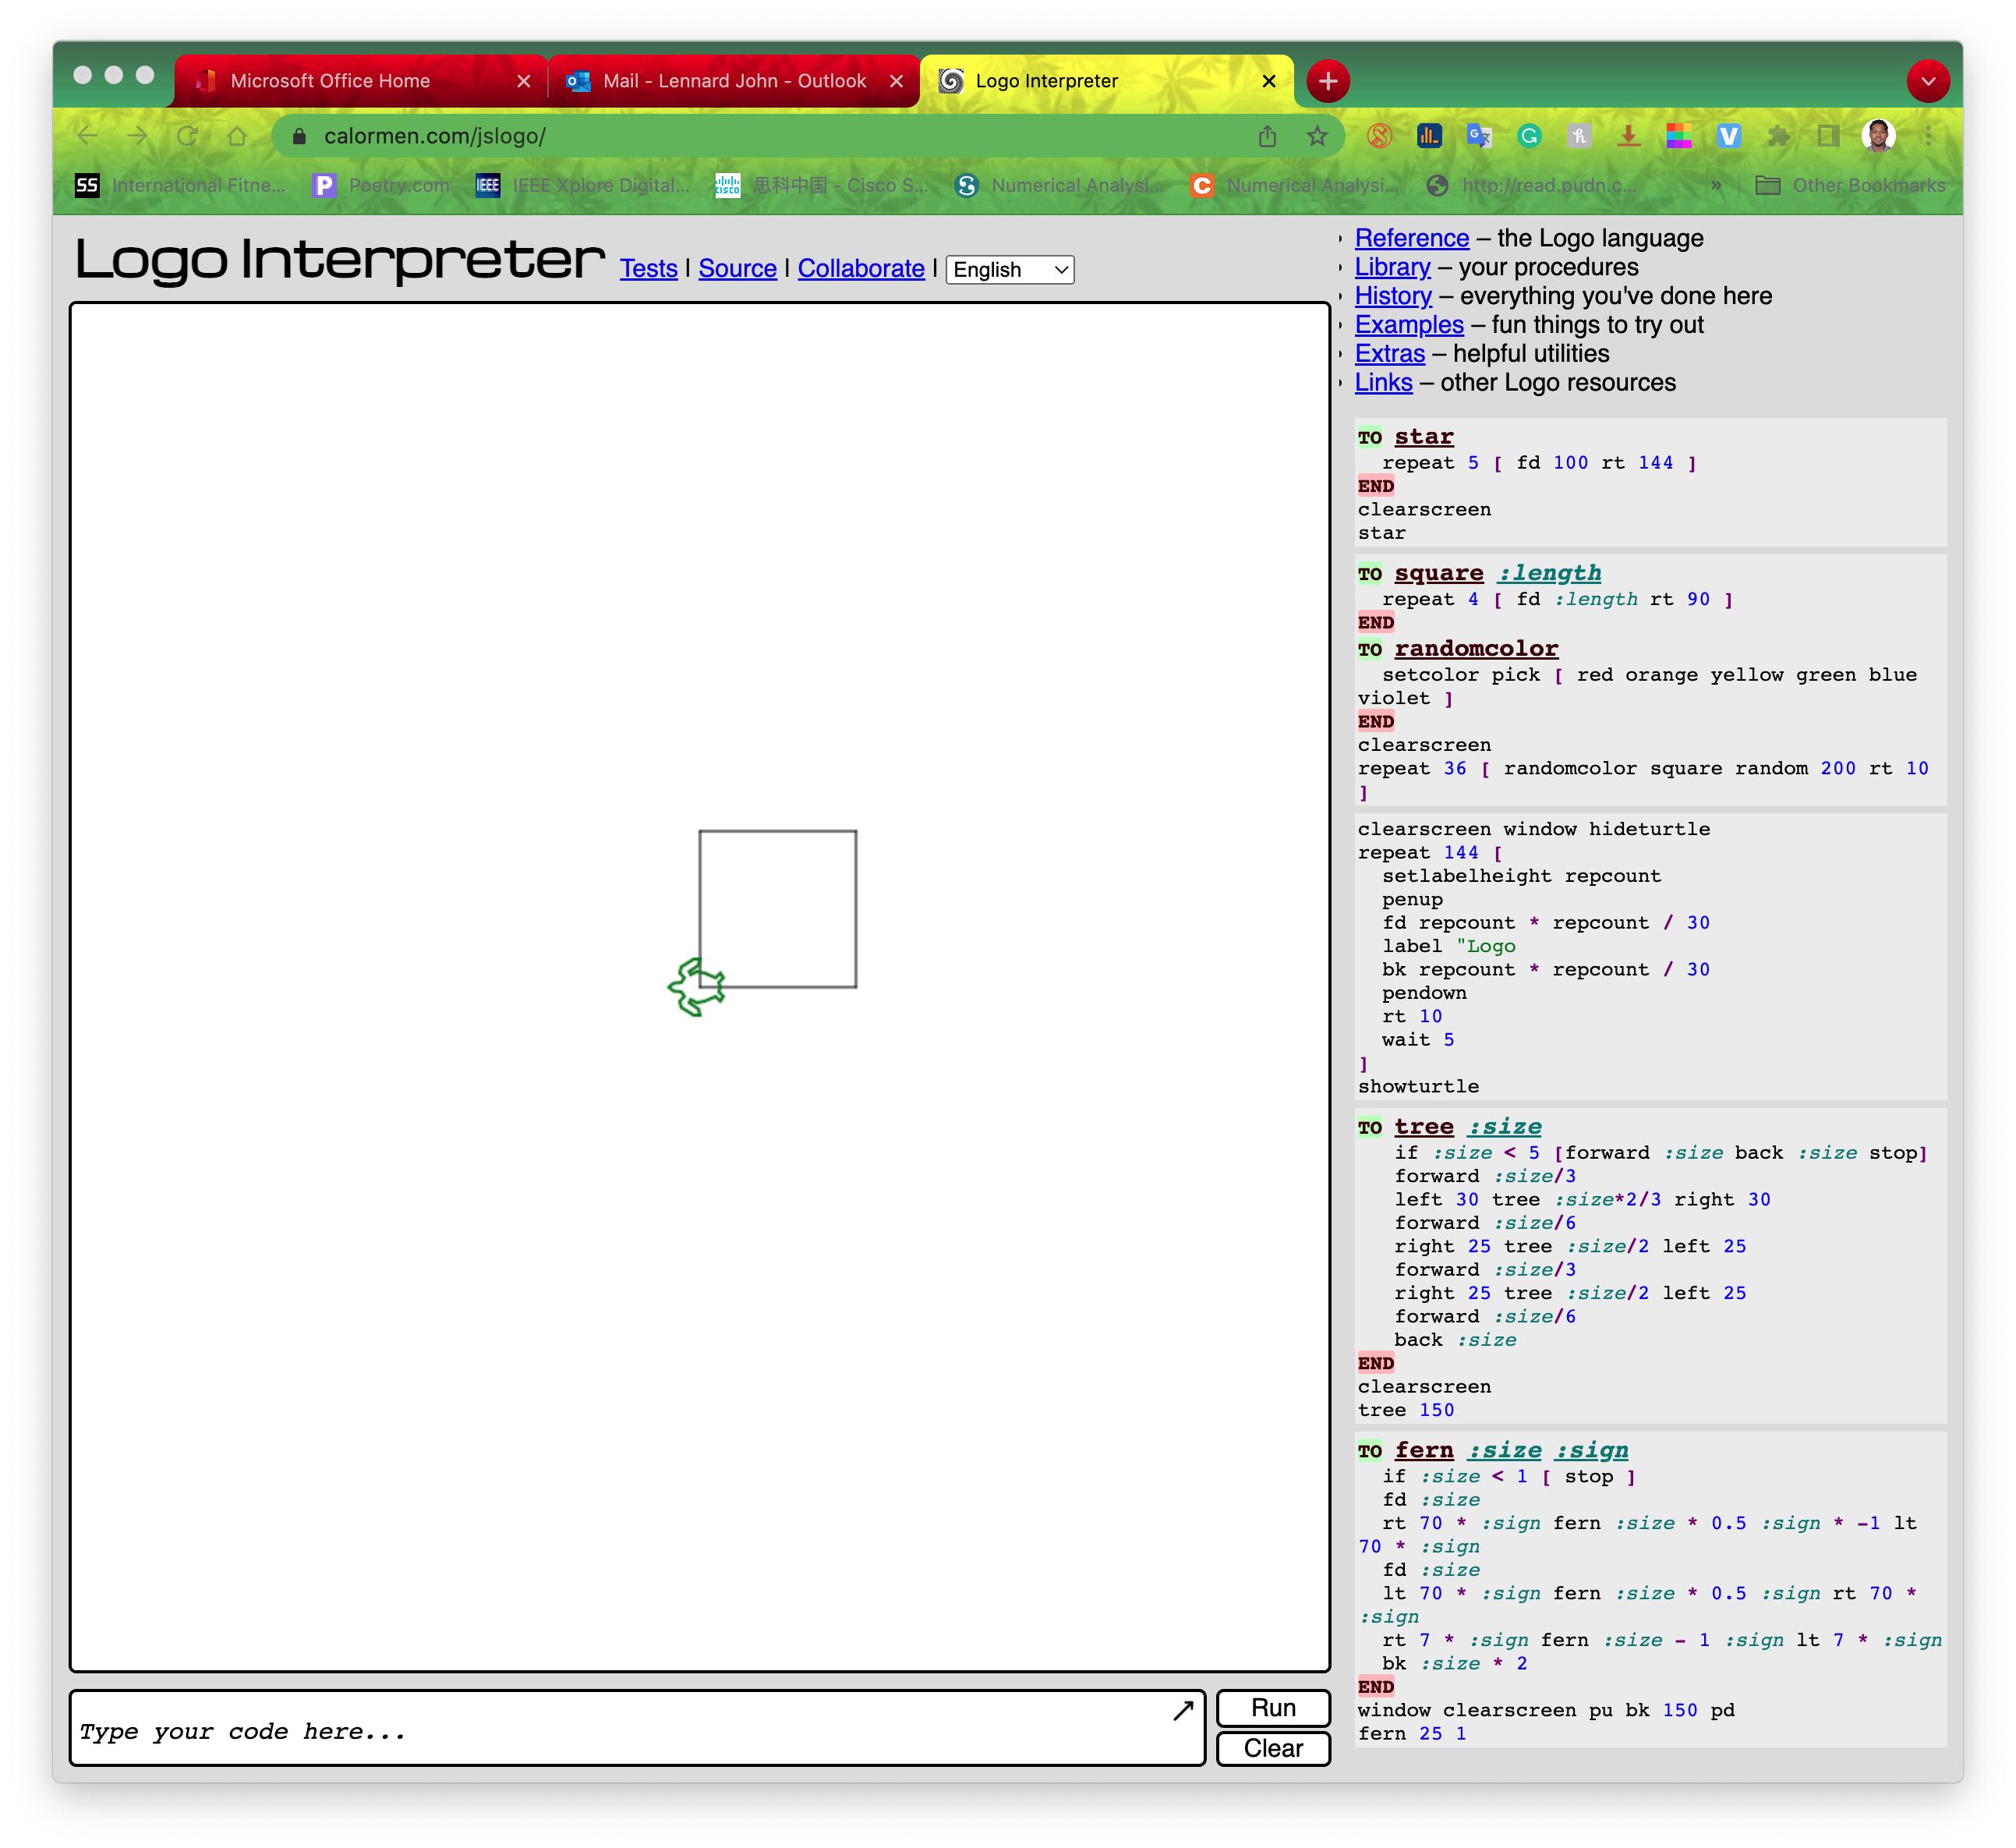 Microsoft Office Home
Mail - Lennard John - Outlook
Logo Interpreter
calormen.com/jslogo/
SS International Fitne...
P Poetry.com
IEEE IEEE Xplore Digital...
CISCO 思科中国 - Cisco S...
Numerical Analysi...
C Numerical Analysi...
http://read.pudn.c...
» Other Bookmarks
Logo Interpreter Tests | Source | Collaborate | English
Reference – the Logo language
Library – your procedures
History – everything you've done here
Examples – fun things to try out
Extras – helpful utilities
Links – other Logo resources
TO star
repeat 5 [ fd 100 rt 144 ]
END
clearscreen
star
TO square :length
repeat 4 [ fd :length rt 90 ]
END
TO randomcolor
setcolor pick [ red orange yellow green blue
violet ]
END
clearscreen
repeat 36 [ randomcolor square random 200 rt 10
]
clearscreen window hideturtle
repeat 144 [
setlabelheight repcount
penup
fd repcount * repcount / 30
label "Logo
bk repcount * repcount / 30
pendown
rt 10
wait 5
]
showturtle
TO tree :size
if :size < 5 [forward :size back :size stop]
forward :size/3
left 30 tree :size*2/3 right 30
forward :size/6
right 25 tree :size/2 left 25
forward :size/3
right 25 tree :size/2 left 25
forward :size/6
back :size
END
clearscreen
tree 150
TO fern :size :sign
if :size < 1 [ stop ]
fd :size
rt 70 * :sign fern :size * 0.5 :sign * -1 lt
70 * :sign
fd :size
lt 70 * :sign fern :size * 0.5 :sign rt 70 *
:sign
rt 7 * :sign fern :size - 1 :sign lt 7 * :sign
bk :size * 2
END
window clearscreen pu bk 150 pd
fern 25 1
Type your code here...
Run
Clear